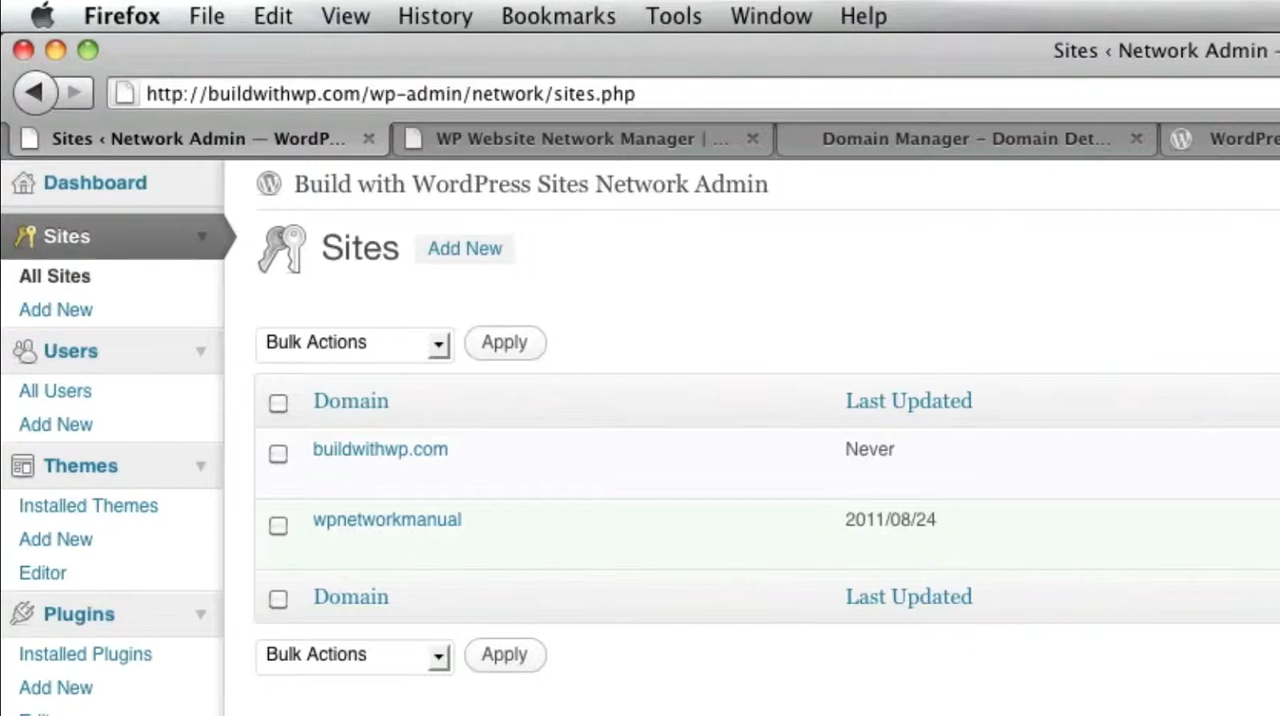 Firefox File Edit View History Bookmarks Tools Window Help
Sites ‹ Network Admin -
http://buildwithwp.com/wp-admin/network/sites.php
Sites ‹ Network Admin — WordP... WP Website Network Manager | ... Domain Manager – Domain Det... WordPre
Dashboard
Build with WordPress Sites Network Admin
Sites
Sites Add New
All Sites
Add New
Users
All Users
Add New
Themes
Installed Themes
Add New
Editor
Plugins
Installed Plugins
Add New
Bulk Actions Apply
Domain Last Updated
buildwithwp.com Never
wpnetworkmanual 2011/08/24
Domain Last Updated
Bulk Actions Apply